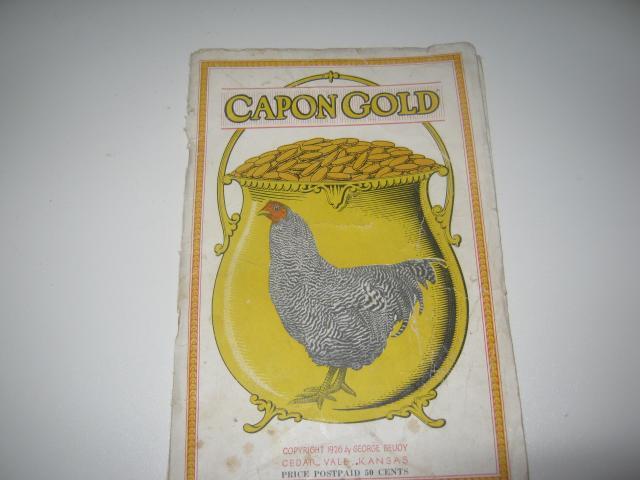 CAPON GOLD
COPYRIGHT 1926 by GEORGE BEUOY
CEDAR VALE, KANSAS
PRICE POSTPAID 50 CENTS